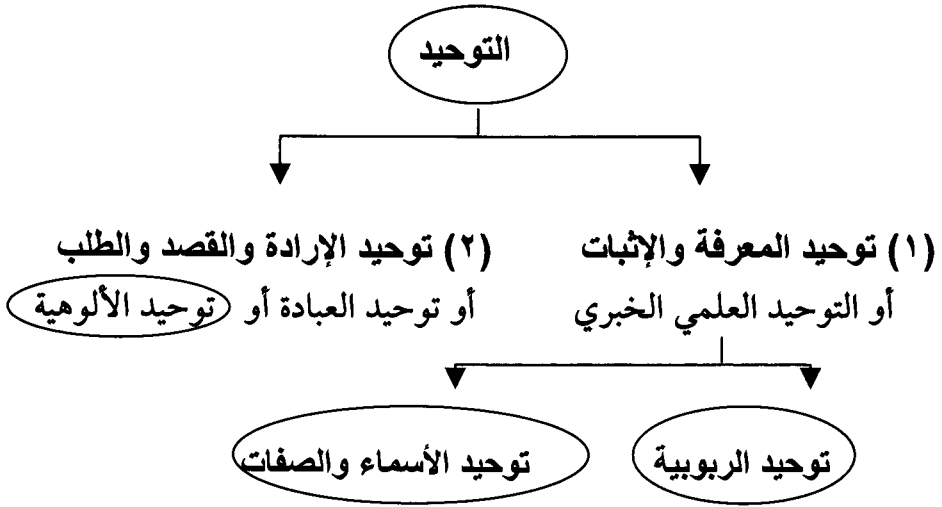 التوحيد
(١) توحيد المعرفة والإثبات
أو التوحيد العلمي الخبري
(٢) توحيد الإرادة والقصد والطلب
أو توحيد العبادة أو توحيد الألوهية
توحيد الربوبية
توحيد الأسماء والصفات